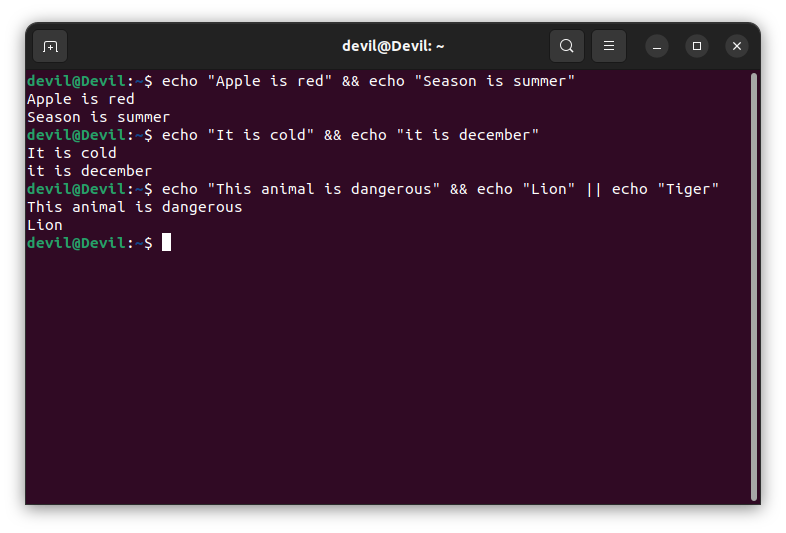 devil@Devil: ~
devil@Devil:~$ echo "Apple is red" && echo "Season is summer"
Apple is red
Season is summer
devil@Devil:~$ echo "It is cold" && echo "it is december"
It is cold
it is december
devil@Devil:~$ echo "This animal is dangerous" && echo "Lion" || echo "Tiger"
This animal is dangerous
Lion
devil@Devil:~$